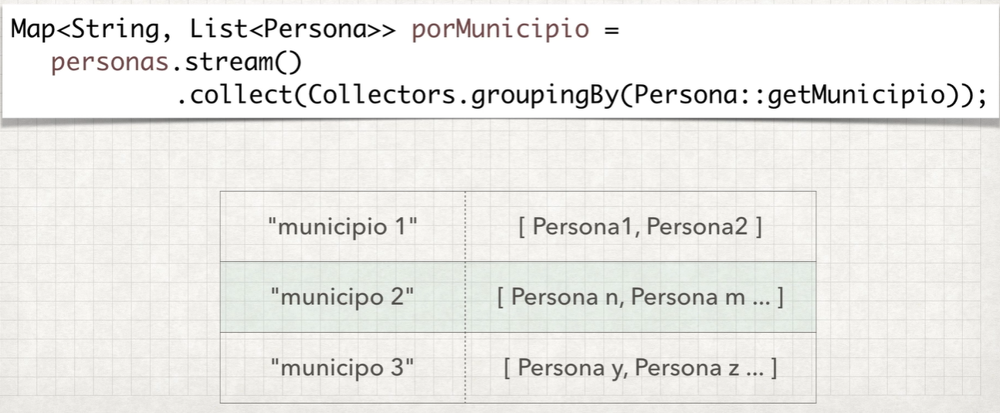 Map<String, List<Persona>> porMunicipio =
personas.stream()
.collect(Collectors.groupingBy(Persona::getMunicipio));
"municipio 1" [ Persona1, Persona2 ]
"municipo 2" [ Persona n, Persona m ... ]
"municipo 3" [ Persona y, Persona z ... ]